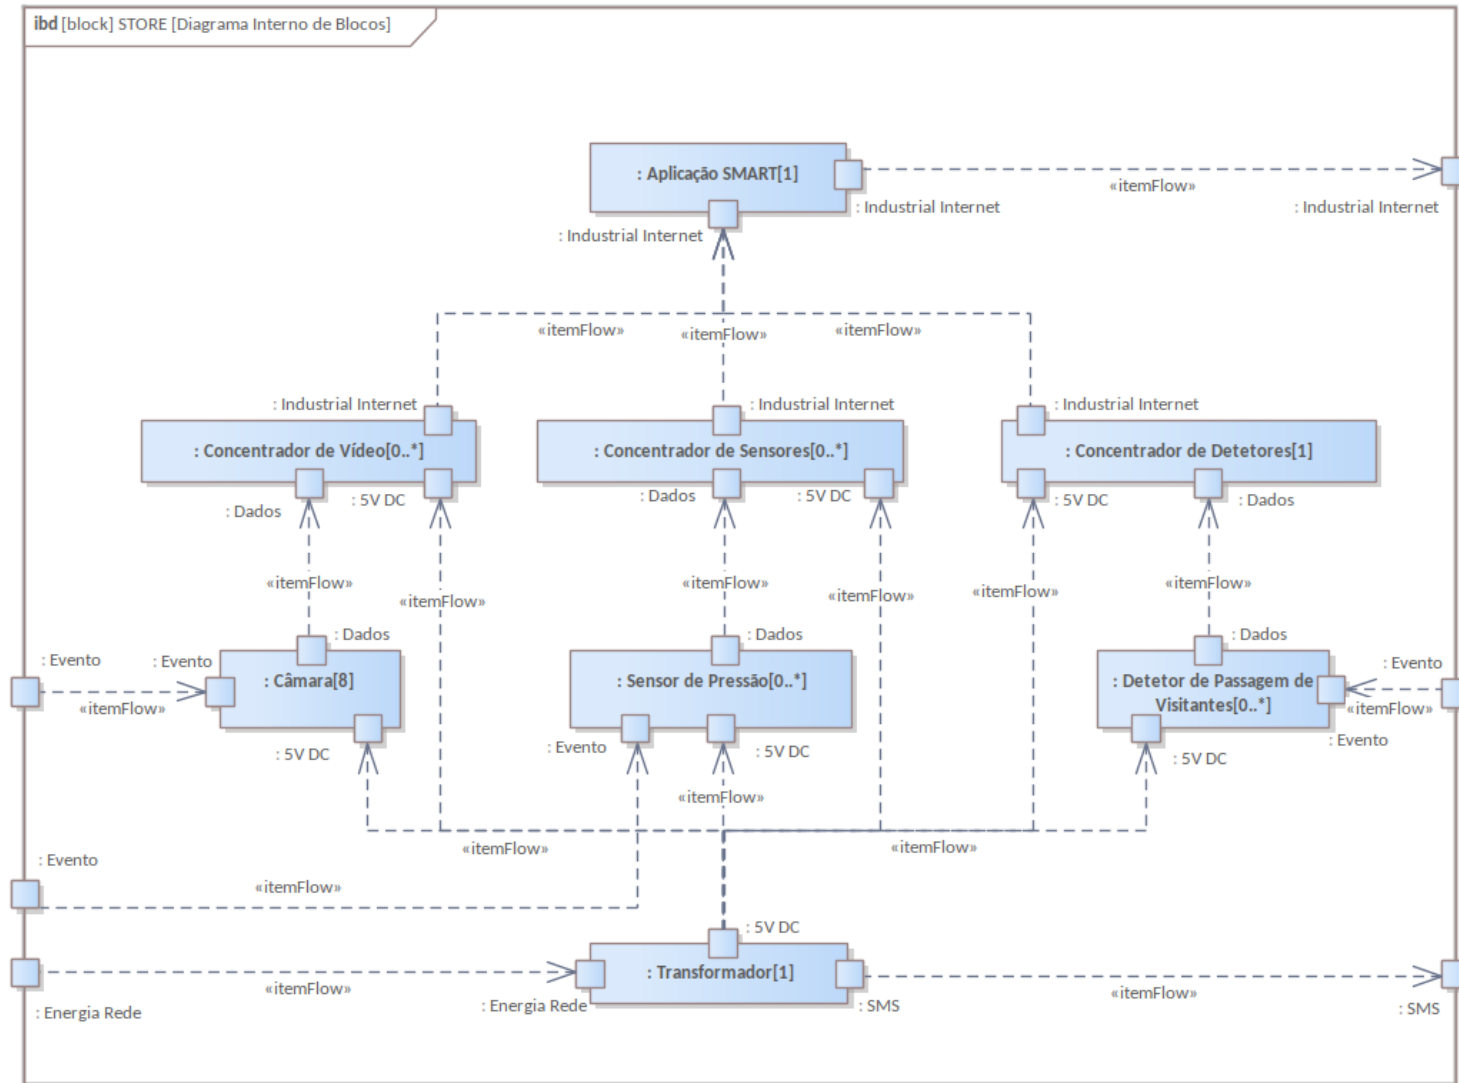 ibd [block] STORE [Diagrama Interno de Blocos]
: Aplicação SMART[1]
«itemFlow»
: Industrial Internet
: Industrial Internet
: Industrial Internet
«itemFlow»
«itemFlow»
«itemFlow»
: Industrial Internet
: Industrial Internet
: Industrial Internet
: Concentrador de Vídeo[0..*]
: Concentrador de Sensores[0..*]
: Concentrador de Detetores[1]
: Dados
: 5V DC
: Dados
: 5V DC
: 5V DC
: Dados
«itemFlow»
«itemFlow»
«itemFlow»
«itemFlow»
«itemFlow»
«itemFlow»
: Dados
: Dados
: Dados
: Evento
: Evento
: Evento
: Câmara[8]
: Sensor de Pressão[0..*]
: Detetor de Passagem de
Visitantes[0..*]
«itemFlow»
«itemFlow»
: 5V DC
: Evento
: 5V DC
: 5V DC
: Evento
«itemFlow»
«itemFlow»
«itemFlow»
: Evento
«itemFlow»
: 5V DC
: Transformador[1]
«itemFlow»
«itemFlow»
: Energia Rede
: Energia Rede
: SMS
: SMS